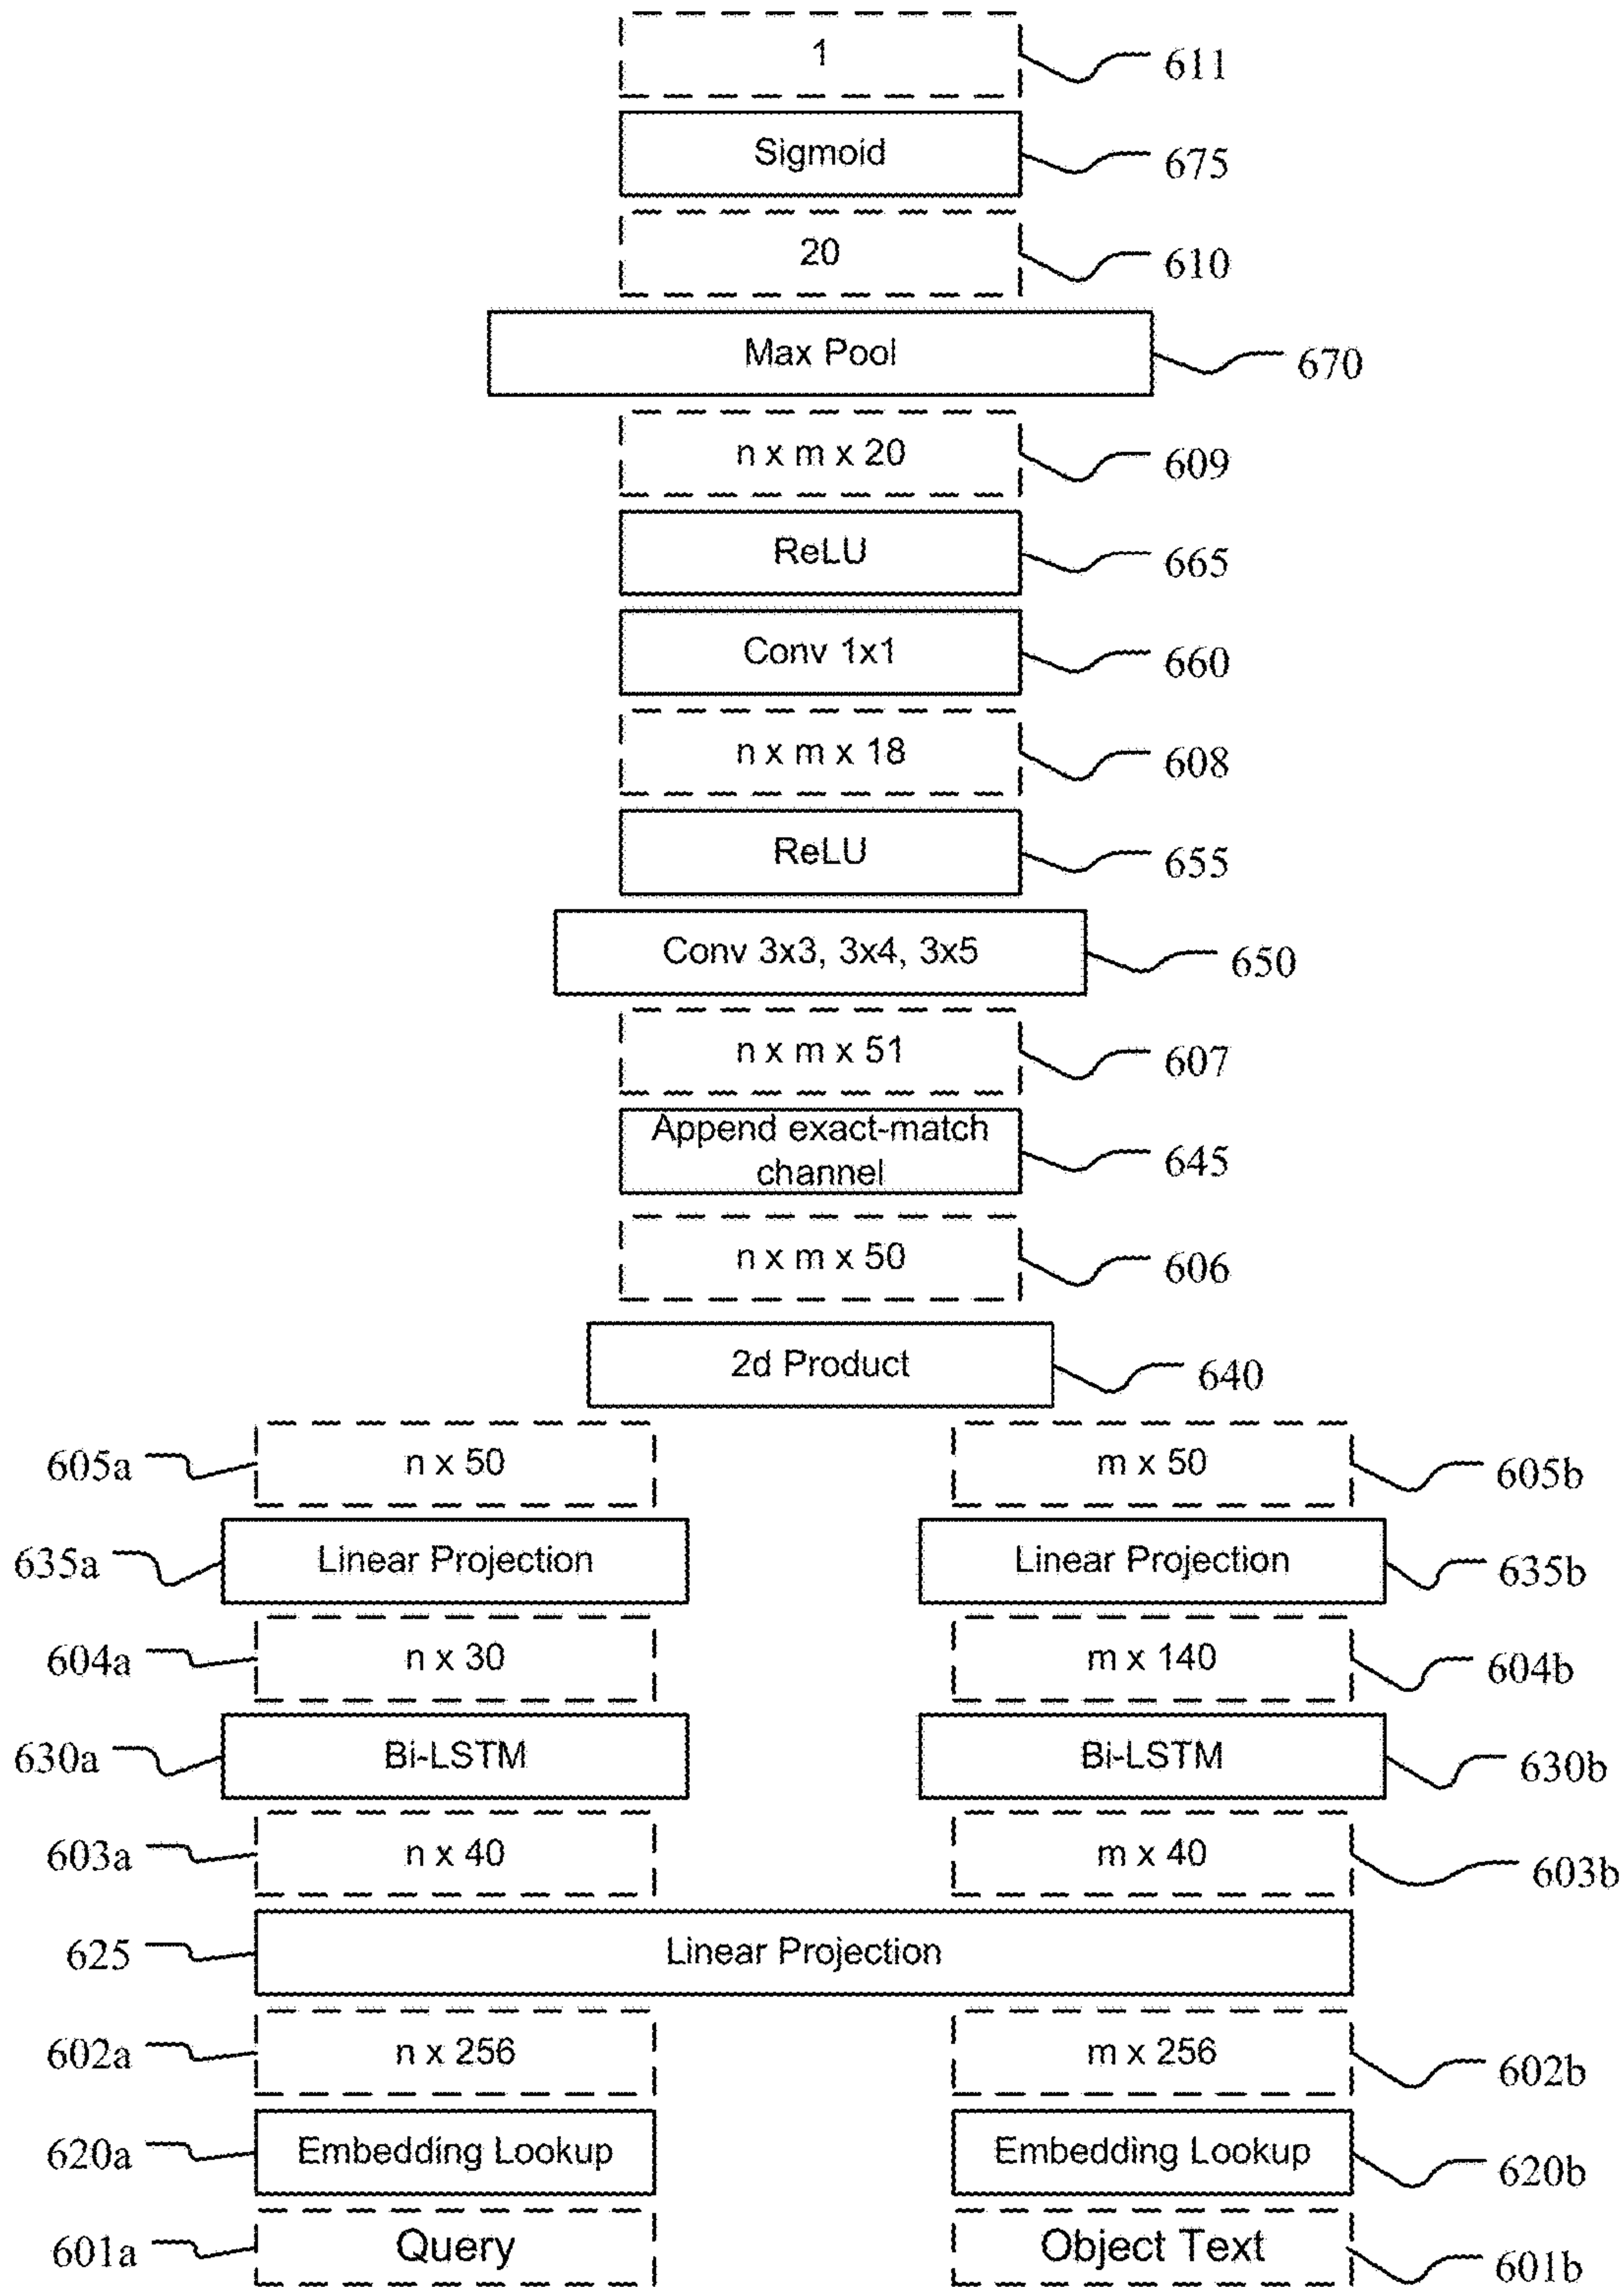 1
611
Sigmoid
675
20
610
Max Pool
670
n x m x 20
609
ReLU
665
Conv 1x1
660
n x m x 18
608
ReLU
655
Conv 3x3, 3x4, 3x5
650
n x m x 51
607
Append exact-match
channel
645
n x m x 50
606
2d Product
640
605a n x 50 m x 50 605b
635a Linear Projection Linear Projection 635b
604a n x 30 m x 140 604b
630a Bi-LSTM Bi-LSTM 630b
603a n x 40 m x 40 603b
625 Linear Projection
602a n x 256 m x 256 602b
620a Embedding Lookup Embedding Lookup 620b
601a Query Object Text 601b